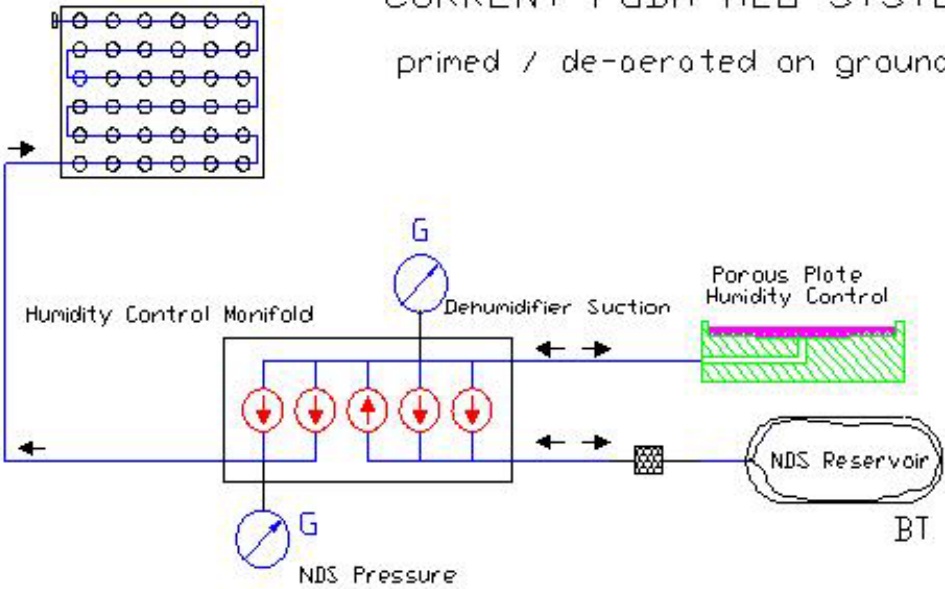 primed / de-aerated on ground
G
Porous Plate
Humidity Control
Humidity Control Manifold
Dehumidifier Suction
NDS Reservoir
BT
G
NDS Pressure